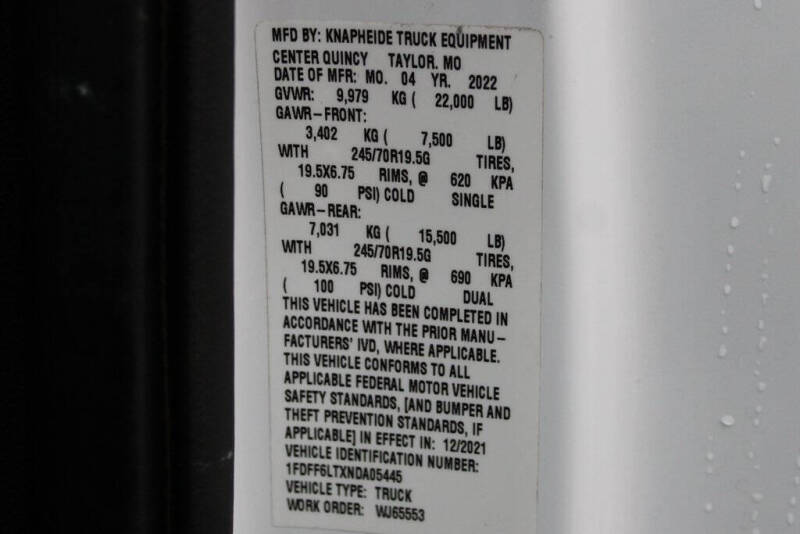 MFD BY: KNAPHEIDE TRUCK EQUIPMENT
CENTER QUINCY TAYLOR, MO
DATE OF MFR: MO. 04 YR. 2022
GVWR: 9,979 KG ( 22,000 LB)
GAWR-FRONT:
3,402 KG ( 7,500 LB)
WITH 245/70R19.5G TIRES,
19.5X6.75 RIMS, @ 620 KPA
( 90 PSI) COLD SINGLE
GAWR-REAR:
7,031 KG ( 15,500 LB)
WITH 245/70R19.5G TIRES,
19.5X6.75 RIMS, @ 690 KPA
( 100 PSI) COLD DUAL
THIS VEHICLE HAS BEEN COMPLETED IN
ACCORDANCE WITH THE PRIOR MANU-
FACTURERS' IVD, WHERE APPLICABLE.
THIS VEHICLE CONFORMS TO ALL
APPLICABLE FEDERAL MOTOR VEHICLE
SAFETY STANDARDS, [AND BUMPER AND
THEFT PREVENTION STANDARDS, IF
APPLICABLE] IN EFFECT IN: 12/2021
VEHICLE IDENTIFICATION NUMBER:
1FDFF6LTXNDA05445
VEHICLE TYPE: TRUCK
WORK ORDER: WJ65553